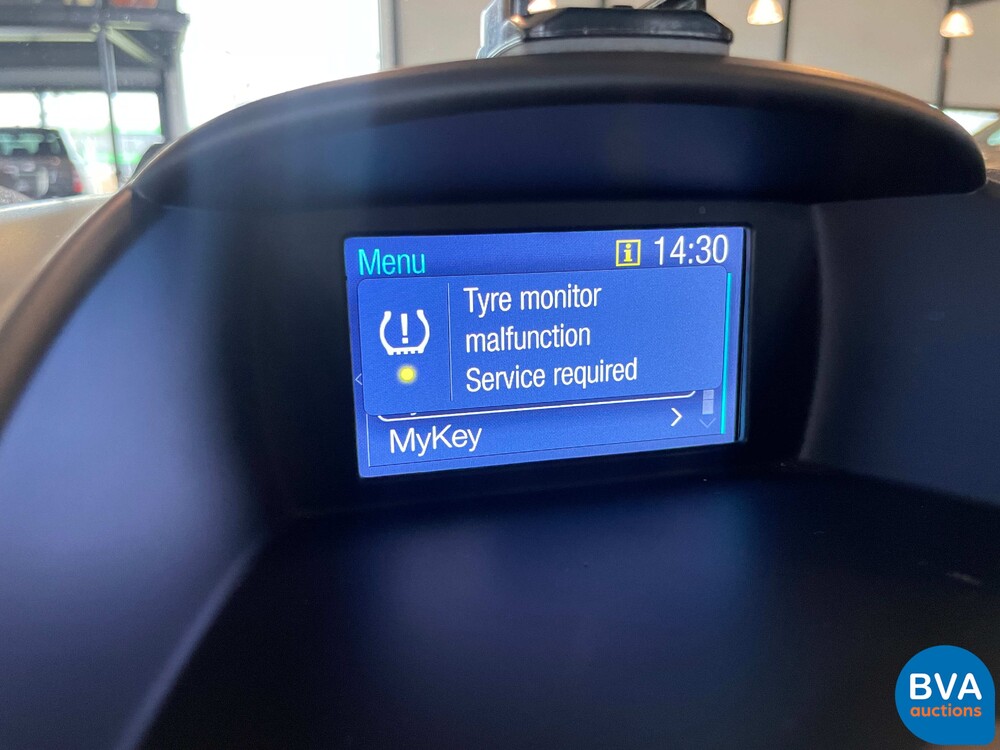 Menu
i 14:30
Tyre monitor
malfunction
Service required
MyKey
BVA
auctions